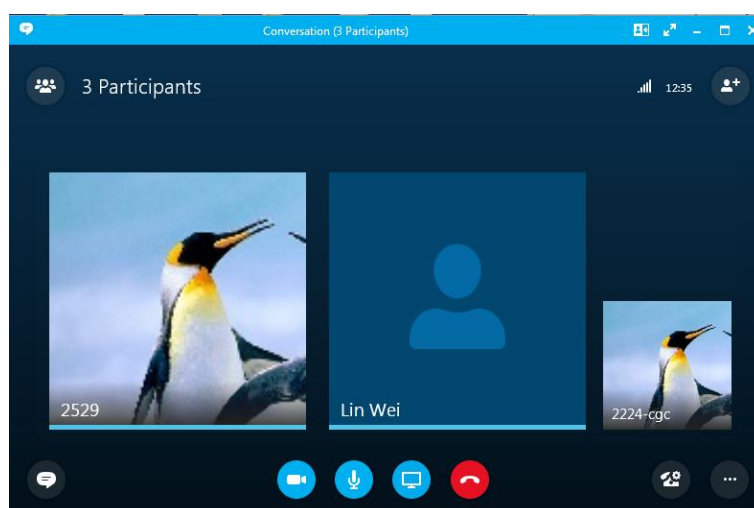 Conversation (3 Participants)
3 Participants
12:35
2529
Lin Wei
2224-cgc